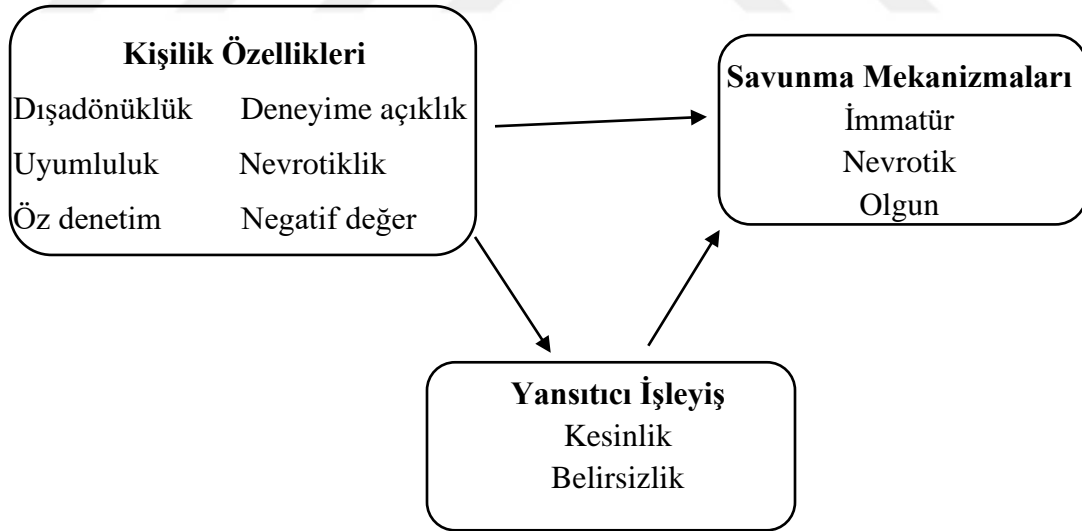 Kişilik Özellikleri
Dışadönüklük Deneyime açıklık
Uyumluluk Nevrotiklik
Öz denetim Negatif değer
Savunma Mekanizmaları
İmmatür
Nevrotik
Olgun
Yansıtıcı İşleyiş
Kesinlik
Belirsizlik